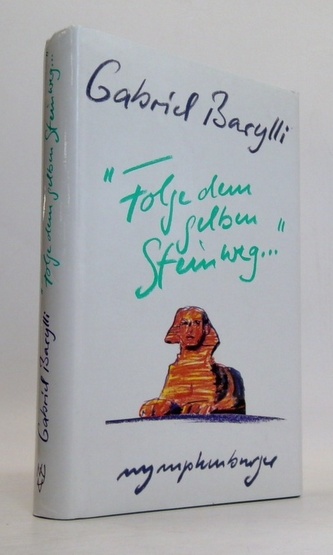 Gabriel Barylli
"Folge dem
gelben
Steinweg..."
nymphenburger
Gabriel Barylli "Folge dem gelben Steinweg..."